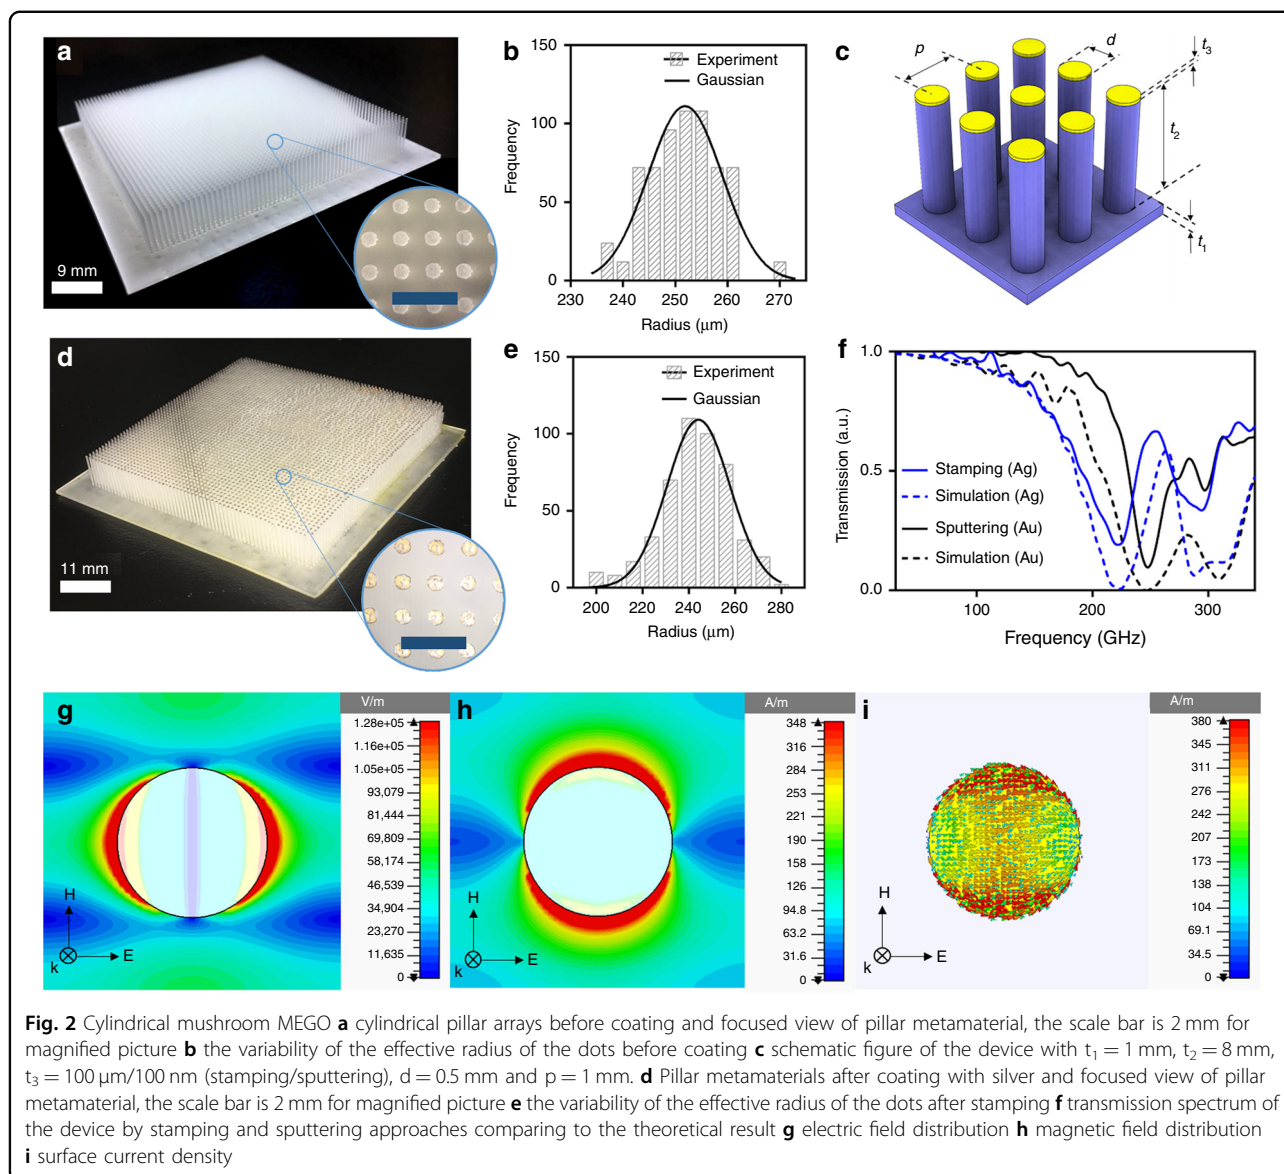 a
9 mm
b
150
100
50
0
Frequency
Experiment
Gaussian
230
240
250
260
270
Radius (μm)
c
p
d
t3
t2
t1
d
11 mm
e
150
100
50
0
Frequency
Experiment
Gaussian
200
220
240
260
280
Radius (μm)
f
1.0
0.5
0.0
Transmission (a.u.)
Stamping (Ag)
Simulation (Ag)
Sputtering (Au)
Simulation (Au)
100
200
300
Frequency (GHz)
g
V/m
1.28e+05
1.16e+05
1.05e+05
93,079
81,444
69,809
58,174
46,539
34,904
23,270
11,635
0
H
E
k
h
A/m
348
316
284
253
221
190
158
126
94.8
63.2
31.6
0
H
E
k
i
A/m
380
345
311
276
242
207
173
138
104
69.1
34.5
0
H
E
k
Fig. 2 Cylindrical mushroom MEGO a cylindrical pillar arrays before coating and focused view of pillar metamaterial, the scale bar is 2 mm for
magnified picture b the variability of the effective radius of the dots before coating c schematic figure of the device with t1 = 1 mm, t2 = 8 mm,
t3 = 100 μm/100 nm (stamping/sputtering), d = 0.5 mm and p = 1 mm. d Pillar metamaterials after coating with silver and focused view of pillar
metamaterial, the scale bar is 2 mm for magnified picture e the variability of the effective radius of the dots after stamping f transmission spectrum of
the device by stamping and sputtering approaches comparing to the theoretical result g electric field distribution h magnetic field distribution
i surface current density